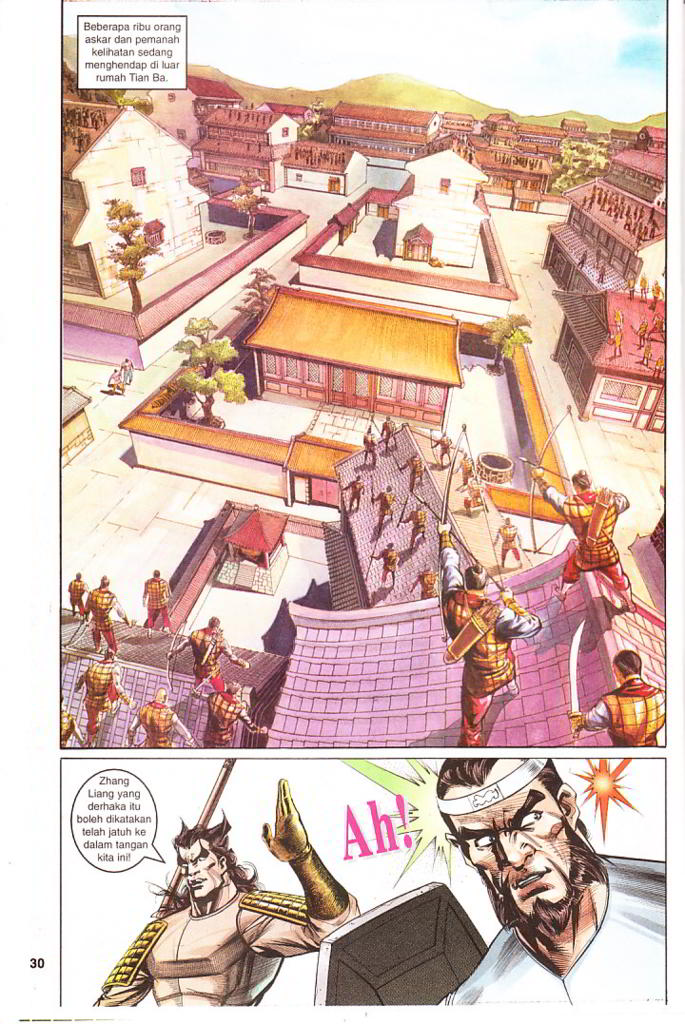 Beberapa ribu orang
askar dan pemanah
kelihatan sedang
menghendap di luar
rumah Tian Ba.
Zhang
Liang yang
derhaka itu
boleh dikatakan
telah jatuh ke
dalam tangan
kita ini!
Ah!
30